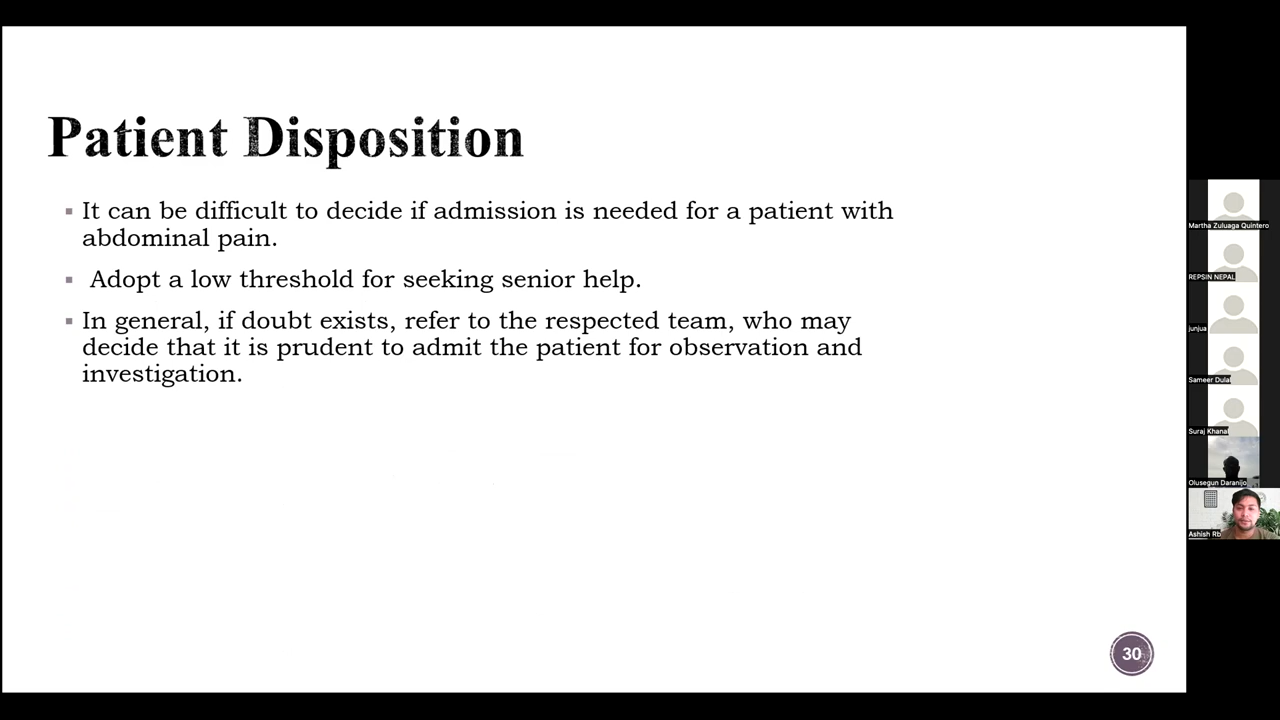 Patient Disposition
It can be difficult to decide if admission is needed for a patient with
abdominal pain.
Adopt a low threshold for seeking senior help.
In general, if doubt exists, refer to the respected team, who may
decide that it is prudent to admit the patient for observation and
investigation.
30
Martha Zuluaga Quintero
REPSIN NEPAL
junjua
Sameer Dulal
Suraj Khanal
Olusegun Daranijo
Ashish Rb